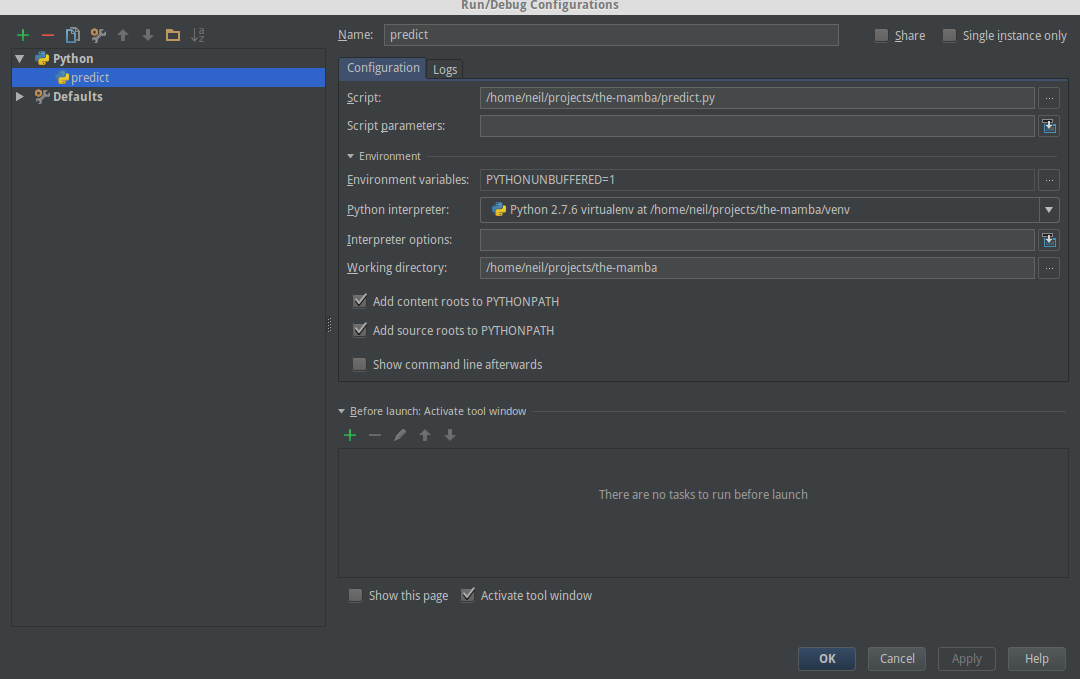 Run/Debug Configurations
Name: predict Share Single instance only
Python
predict
Defaults
Configuration Logs
Script: /home/neil/projects/the-mamba/predict.py ...
Script parameters:
Environment
Environment variables: PYTHONUNBUFFERED=1 ...
Python interpreter: Python 2.7.6 virtualenv at /home/neil/projects/the-mamba/venv
Interpreter options:
Working directory: /home/neil/projects/the-mamba ...
Add content roots to PYTHONPATH
Add source roots to PYTHONPATH
Show command line afterwards
Before launch: Activate tool window
There are no tasks to run before launch
Show this page Activate tool window
OK Cancel Apply Help